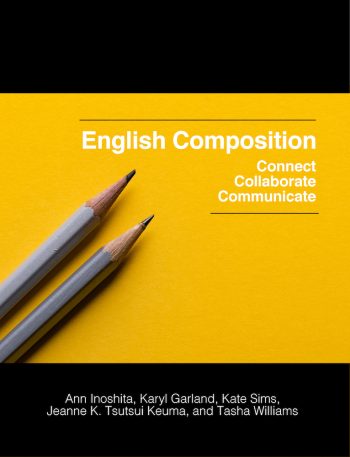 English Composition
Connect
Collaborate
Communicate
Ann Inoshita, Karyl Garland, Kate Sims,
Jeanne K. Tsutsui Keuma, and Tasha Williams